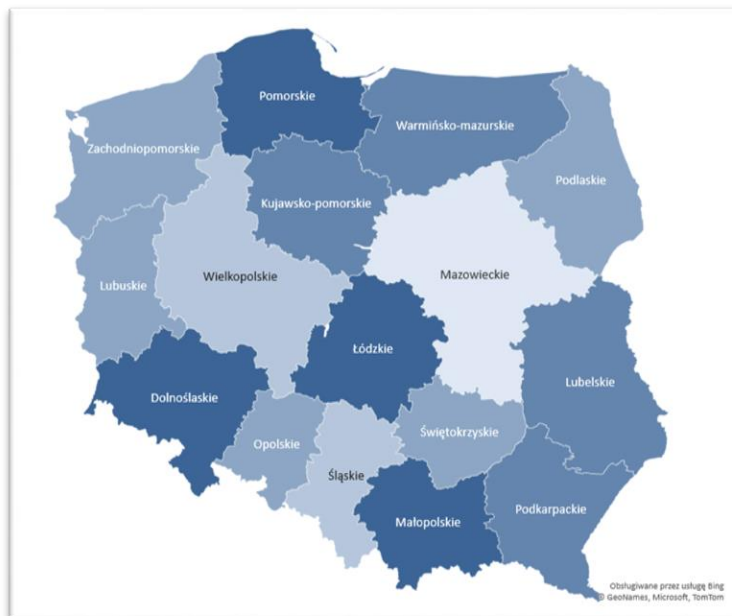 Pomorskie
Warmińsko-mazurskie
Zachodniopomorskie
Podlaskie
Kujawsko-pomorskie
Wielkopolskie
Mazowieckie
Lubuskie
Łódzkie
Lubelskie
Dolnoślaskie
Świętokrzyskie
Opolskie
Śląskie
Podkarpackie
Małopolskie
Obsługiwane przez usługę Bing
© GeoNames, Microsoft, TomTom